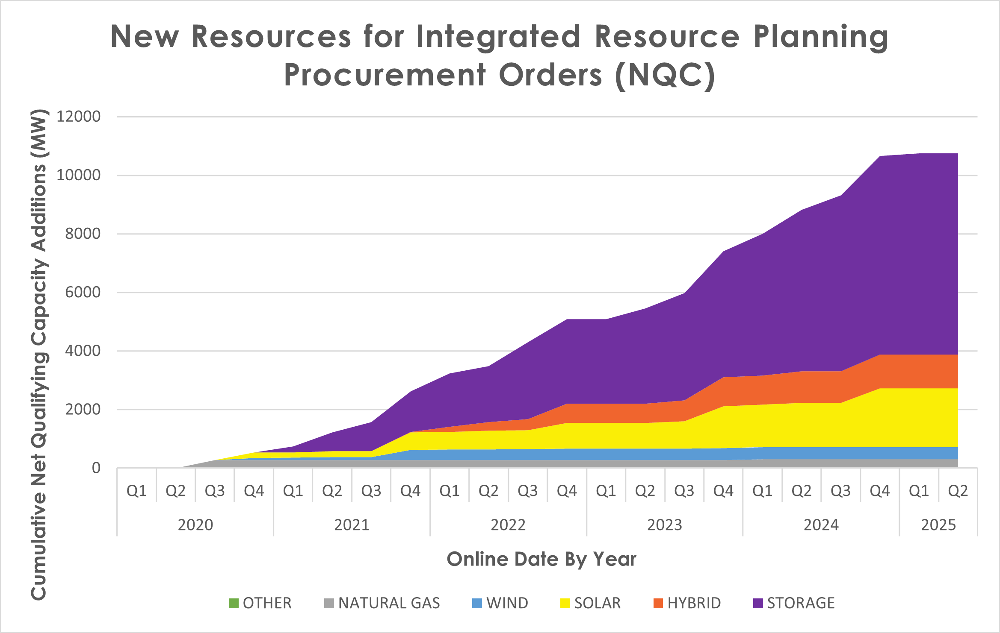 New Resources for Integrated Resource Planning
Procurement Orders (NQC)
Cumulative Net Qualifying Capacity Additions (MW)
12000
10000
8000
6000
4000
2000
0
Q1 Q2 Q3 Q4 Q1 Q2 Q3 Q4 Q1 Q2 Q3 Q4 Q1 Q2 Q3 Q4 Q1 Q2 Q3 Q4 Q1 Q2
2020 2021 2022 2023 2024 2025
Online Date By Year
OTHER NATURAL GAS WIND SOLAR HYBRID STORAGE